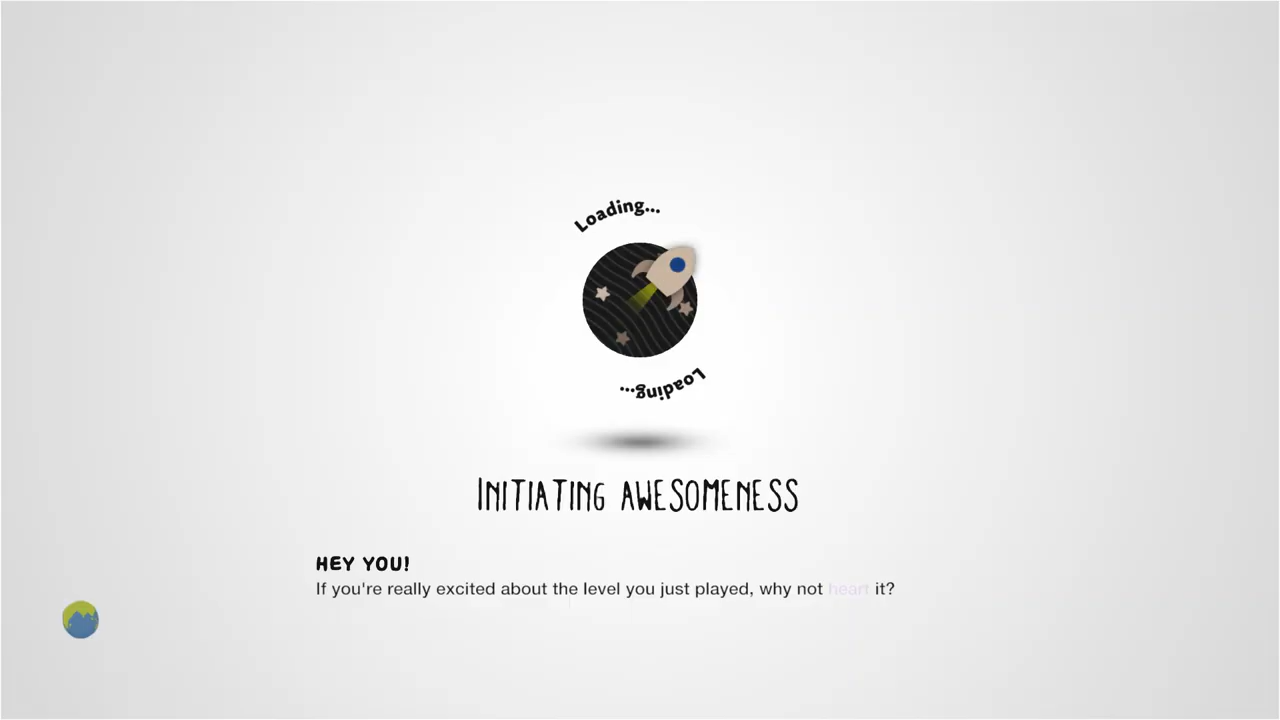 Loading...
Loading...
INITIATING AWESOMENESS
HEY YOU!
If you're really excited about the level you just played, why not heart it?